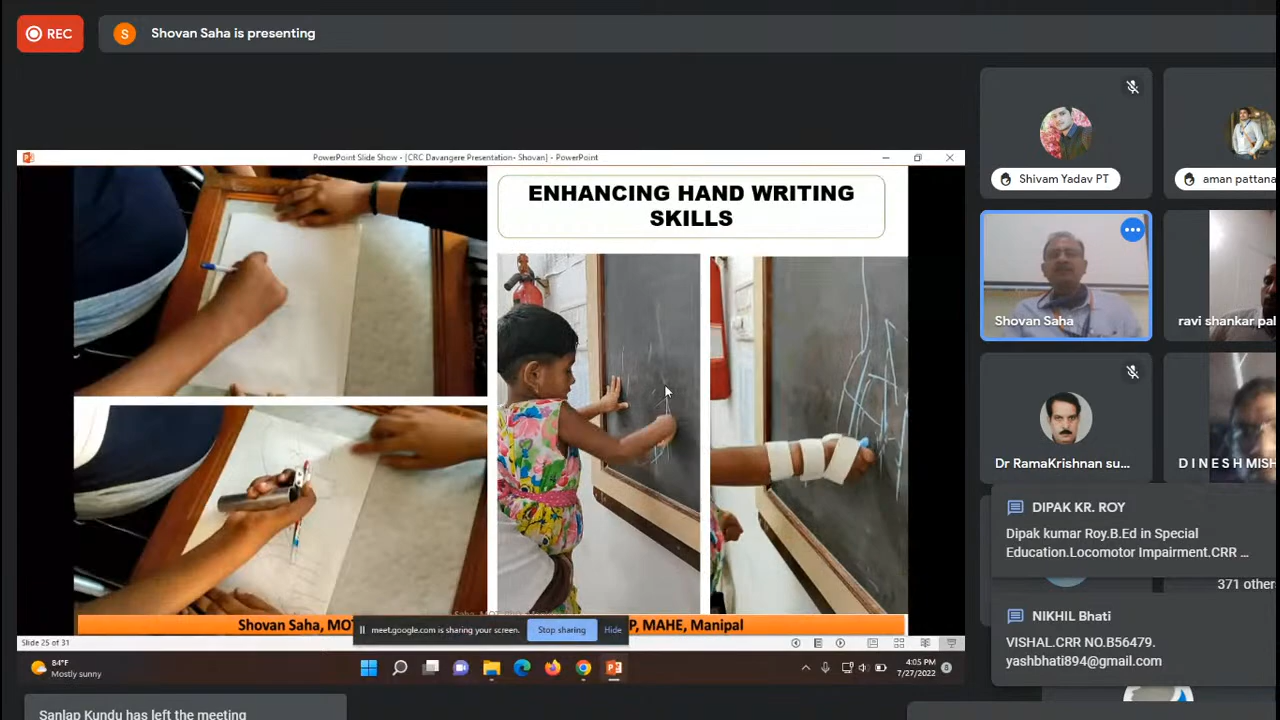 REC
S
Shovan Saha is presenting
PowerPoint Slide Show - [CRC Davangere Presentation- Shovan] - PowerPoint
ENHANCING HAND WRITING
SKILLS
Shovan Saha, MOT
P, MAHE, Manipal
meet.google.com is sharing your screen.
Stop sharing
Hide
Slide 25 of 31
84°F
Mostly sunny
4:05 PM
7/27/2022
8
Sanlap Kundu has left the meeting
Shivam Yadav PT
aman pattana
Shovan Saha
ravi shankar pal
Dr RamaKrishnan su...
D I N E S H MISH
DIPAK KR. ROY
Dipak kumar Roy.B.Ed in Special
Education.Locomotor Impairment.CRR ...
371 other
NIKHIL Bhati
VISHAL.CRR NO.B56479.
yashbhati894@gmail.com